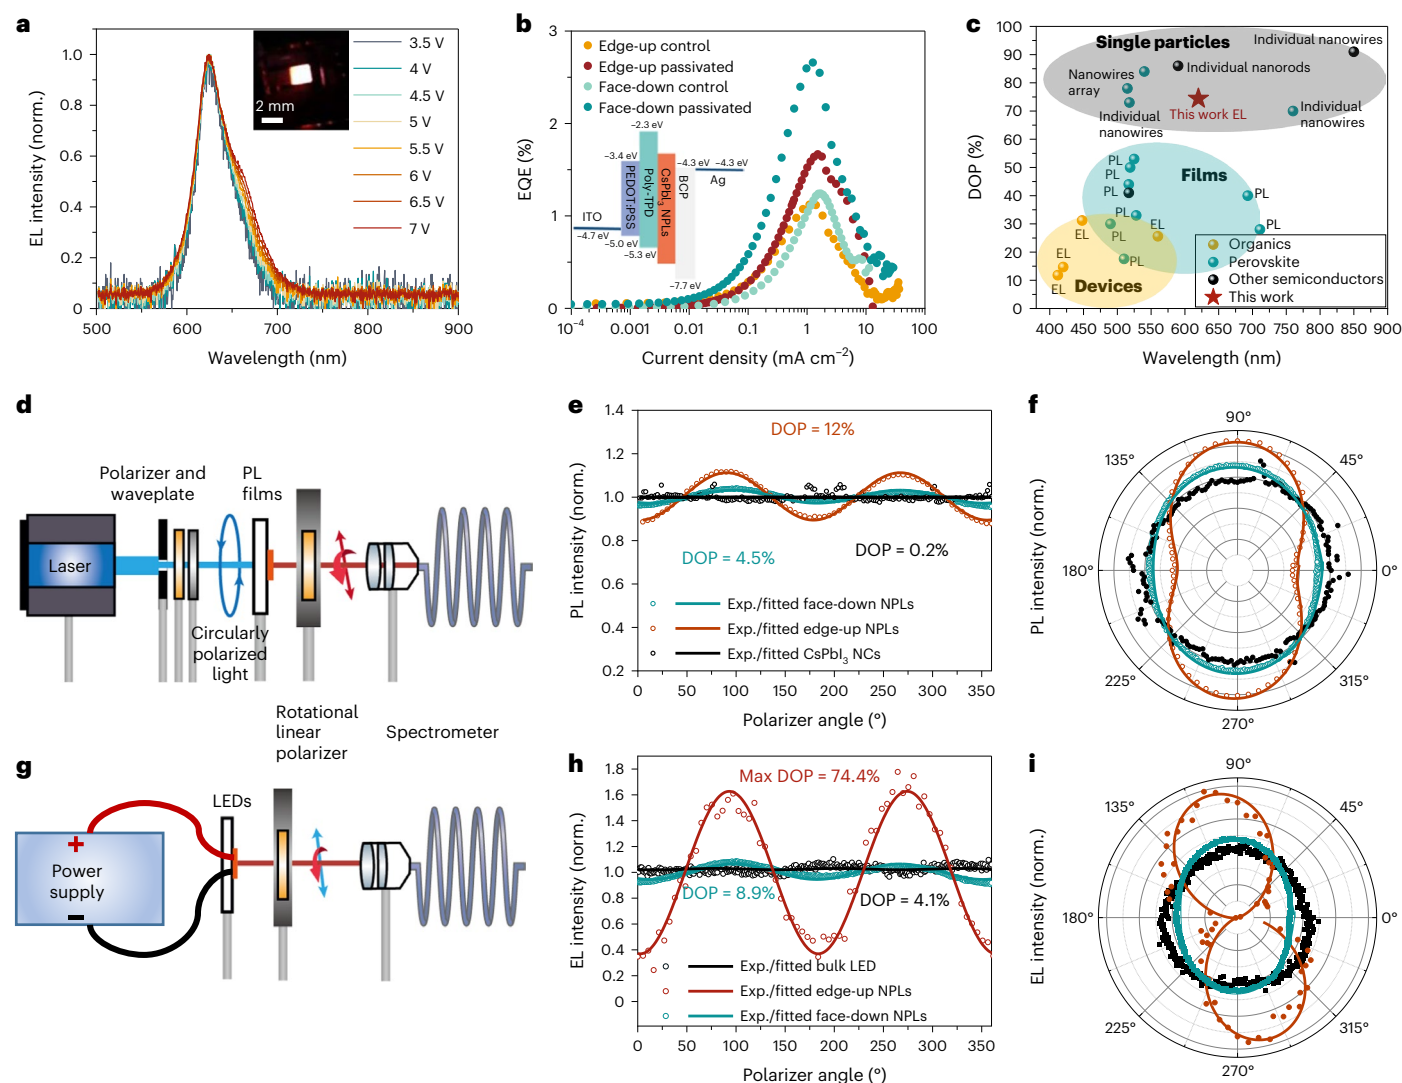 a
1.0
0.8
0.6
0.4
0.2
0
500
600
700
800
900
EL intensity (norm.)
Wavelength (nm)
2 mm
3.5 V
4 V
4.5 V
5 V
5.5 V
6 V
6.5 V
7 V
b
3
2
1
0
EQE (%)
Edge-up control
Edge-up passivated
Face-down control
Face-down passivated
−2.3 eV
−3.4 eV
−4.3 eV
−4.3 eV
ITO
PEDOT:PSS
Poly-TPD
CsPbI3 NPLs
BCP
Ag
−4.7 eV
−5.0 eV
−5.3 eV
−7.7 eV
10−4
0.001
0.01
0.1
1
10
100
Current density (mA cm−2)
c
100
90
80
70
60
50
40
30
20
10
0
DOP (%)
Single particles
Individual nanowires
Nanowires
array
Individual nanorods
This work EL
Individual
nanowires
Individual
nanowires
PL
PL
PL
Films
PL
PL
PL
EL
EL
PL
PL
EL
EL
Devices
Organics
Perovskite
Other semiconductors
This work
400
450
500
550
600
650
700
750
800
850
900
Wavelength (nm)
d
Polarizer and
waveplate
PL
films
Laser
Circularly
polarized
light
Rotational
linear
polarizer
Spectrometer
e
1.4
1.2
1.0
0.8
0.6
0.4
0.2
PL intensity (norm.)
DOP = 12%
DOP = 4.5%
DOP = 0.2%
Exp./fitted face-down NPLs
Exp./fitted edge-up NPLs
Exp./fitted CsPbI3 NCs
0
50
100
150
200
250
300
350
Polarizer angle (°)
f
90°
135°
45°
180°
0°
225°
315°
270°
PL intensity (norm.)
g
LEDs
+
Power
supply
−
h
1.8
1.6
1.4
1.2
1.0
0.8
0.6
0.4
0.2
0
EL intensity (norm.)
Max DOP = 74.4%
DOP = 8.9%
DOP = 4.1%
Exp./fitted bulk LED
Exp./fitted edge-up NPLs
Exp./fitted face-down NPLs
0
50
100
150
200
250
300
350
Polarizer angle (°)
i
90°
135°
45°
180°
0°
225°
315°
270°
EL intensity (norm.)